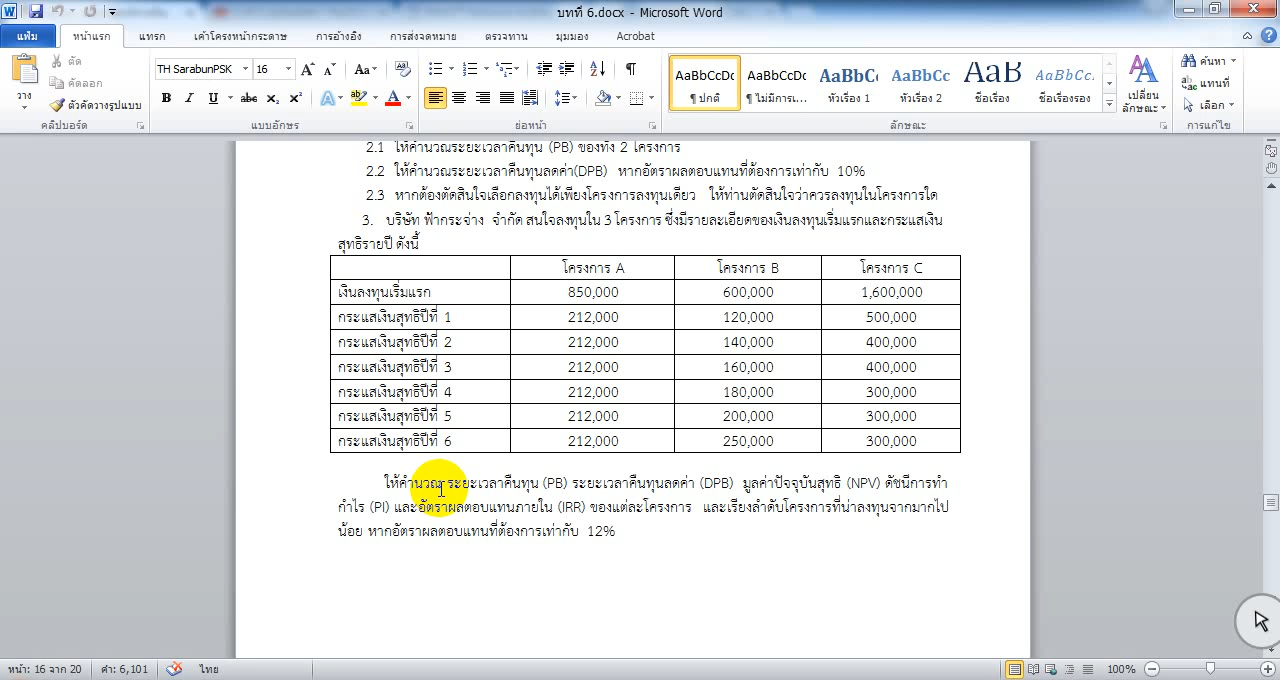 บทที่ 6.docx - Microsoft Word
แฟ้ม หน้าแรก แทรก เค้าโครงหน้ากระดาษ การอ้างอิง การส่งจดหมาย ตรวจทาน มุมมอง Acrobat
วาง ตัด คัดลอก ตัวคัดวางรูปแบบ
TH SarabunPSK 16
AaBbCcDc AaBbCcDc AaBbCc AaBbCc AaB AaBbCc.
¶ ปกติ ¶ ไม่มีการเ... หัวเรื่อง 1 หัวเรื่อง 2 ชื่อเรื่อง ชื่อเรื่องรอง
เปลี่ยนลักษณะ
ค้นหา แทนที่ เลือก
คลิปบอร์ด แบบอักษร ย่อหน้า ลักษณะ การแก้ไข
2.1 ให้คำนวณระยะเวลาคืนทุน (PB) ของทั้ง 2 โครงการ
2.2 ให้คำนวณระยะเวลาคืนทุนลดค่า(DPB) หากอัตราผลตอบแทนที่ต้องการเท่ากับ 10%
2.3 หากต้องตัดสินใจเลือกลงทุนได้เพียงโครงการลงทุนเดียว ให้ท่านตัดสินใจว่าควรลงทุนในโครงการใด
3. บริษัท ฟ้ากระจ่าง จำกัด สนใจลงทุนใน 3 โครงการ ซึ่งมีรายละเอียดของเงินลงทุนเริ่มแรกและกระแสเงิน
สุทธิรายปี ดังนี้
โครงการ A โครงการ B โครงการ C
เงินลงทุนเริ่มแรก 850,000 600,000 1,600,000
กระแสเงินสุทธิปีที่ 1 212,000 120,000 500,000
กระแสเงินสุทธิปีที่ 2 212,000 140,000 400,000
กระแสเงินสุทธิปีที่ 3 212,000 160,000 400,000
กระแสเงินสุทธิปีที่ 4 212,000 180,000 300,000
กระแสเงินสุทธิปีที่ 5 212,000 200,000 300,000
กระแสเงินสุทธิปีที่ 6 212,000 250,000 300,000
ให้คำนวณ ระยะเวลาคืนทุน (PB) ระยะเวลาคืนทุนลดค่า (DPB) มูลค่าปัจจุบันสุทธิ (NPV) ดัชนีการทำ
กำไร (PI) และอัตราผลตอบแทนภายใน (IRR) ของแต่ละโครงการ และเรียงลำดับโครงการที่น่าลงทุนจากมากไป
น้อย หากอัตราผลตอบแทนที่ต้องการเท่ากับ 12%
หน้า: 16 จาก 20 คำ: 6,101 ไทย 100%